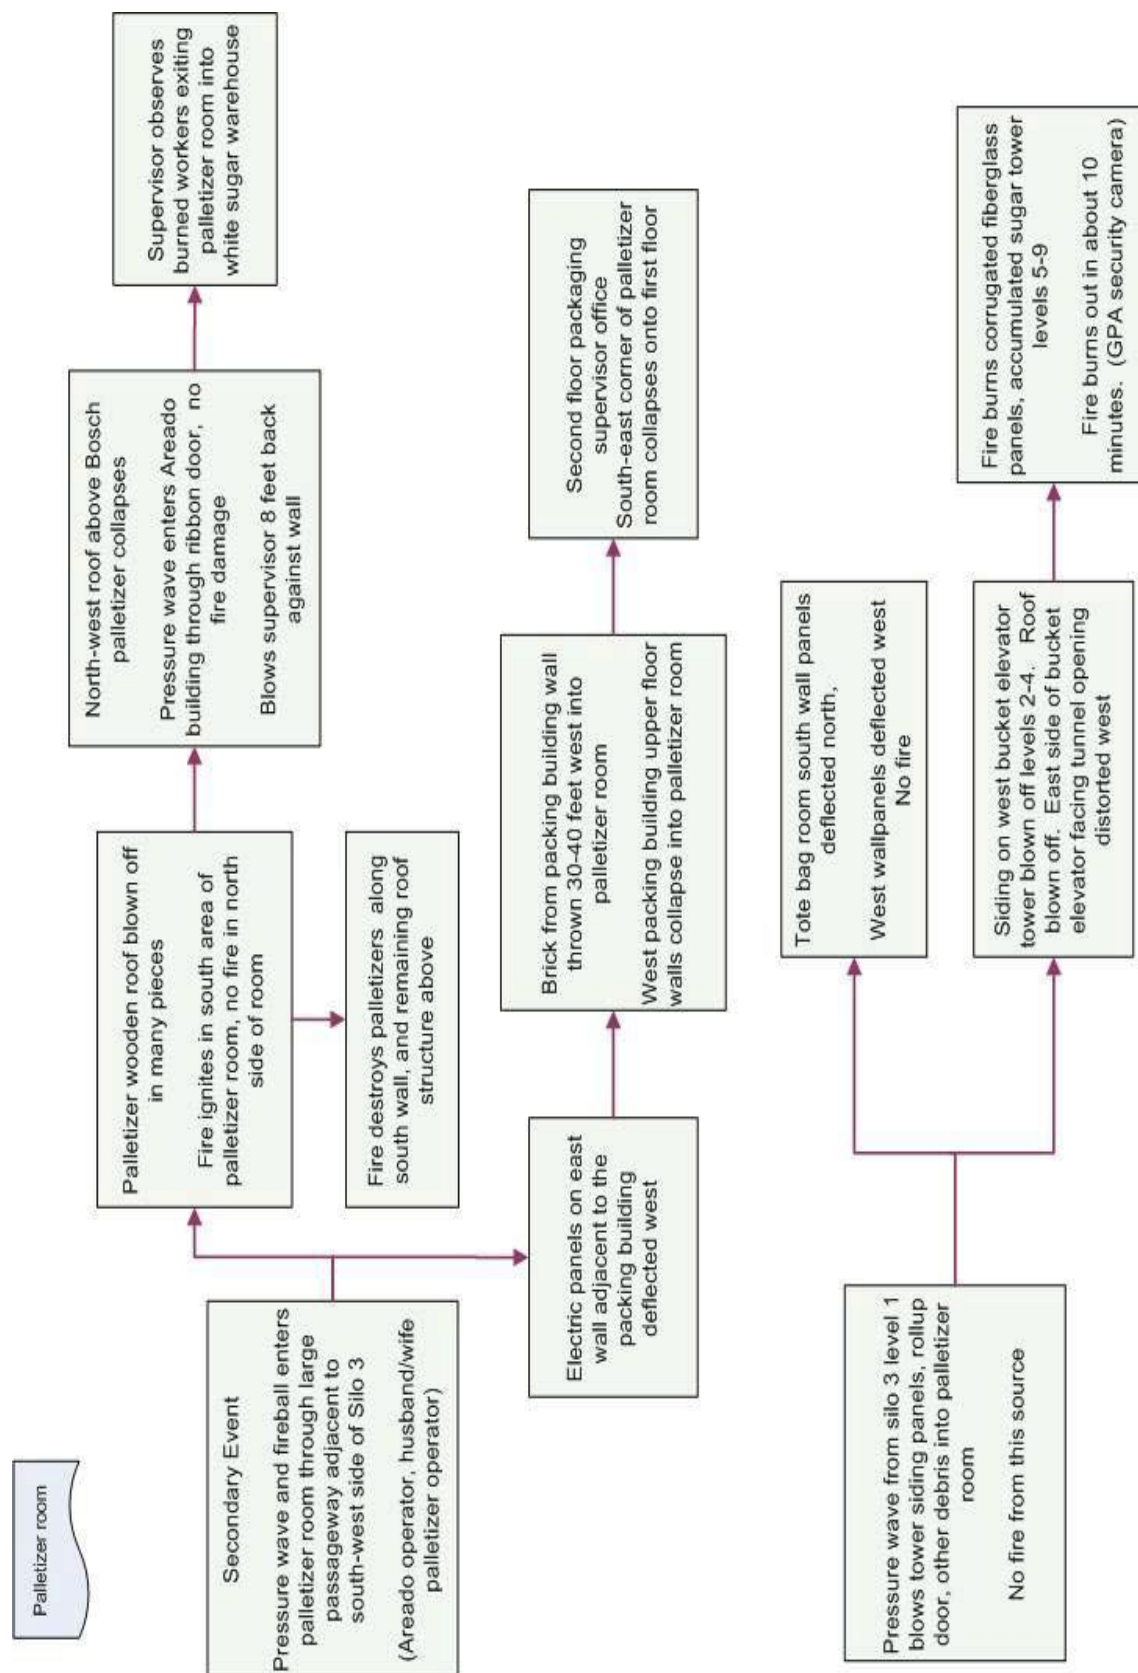 Palletizer room
Secondary Event
Pressure wave and fireball enters
palletizer room through large
passageway adjacent to
south-west side of Silo 3
(Areado operator, husband/wife
palletizer operator)
Palletizer wooden roof blown off
in many pieces
Fire ignites in south area of
palletizer room, no fire in north
side of room
North-west roof above Bosch
palletizer collapses
Pressure wave enters Areado
building through ribbon door, no
fire damage
Blows supervisor 8 feet back
against wall
Supervisor observes
burned workers exiting
palletizer room into
white sugar warehouse
Fire destroys palletizers along
south wall, and remaining roof
structure above
Electric panels on east
wall adjacent to the
packing building
deflected west
Brick from packing building wall
thrown 30-40 feet west into
palletizer room
West packing building upper floor
walls collapse into palletizer room
Second floor packaging
supervisor office
South-east corner of palletizer
room collapses onto first floor
Pressure wave from silo 3 level 1
blows tower siding panels, rollup
door, other debris into palletizer
room
No fire from this source
Tote bag room south wall panels
deflected north,
West wallpanels deflected west
No fire
Siding on west bucket elevator
tower blown off levels 2-4. Roof
blown off. East side of bucket
elevator facing tunnel opening
distorted west
Fire burns corrugated fiberglass
panels, accumulated sugar tower
levels 5-9
Fire burns out in about 10
minutes. (GPA security camera)